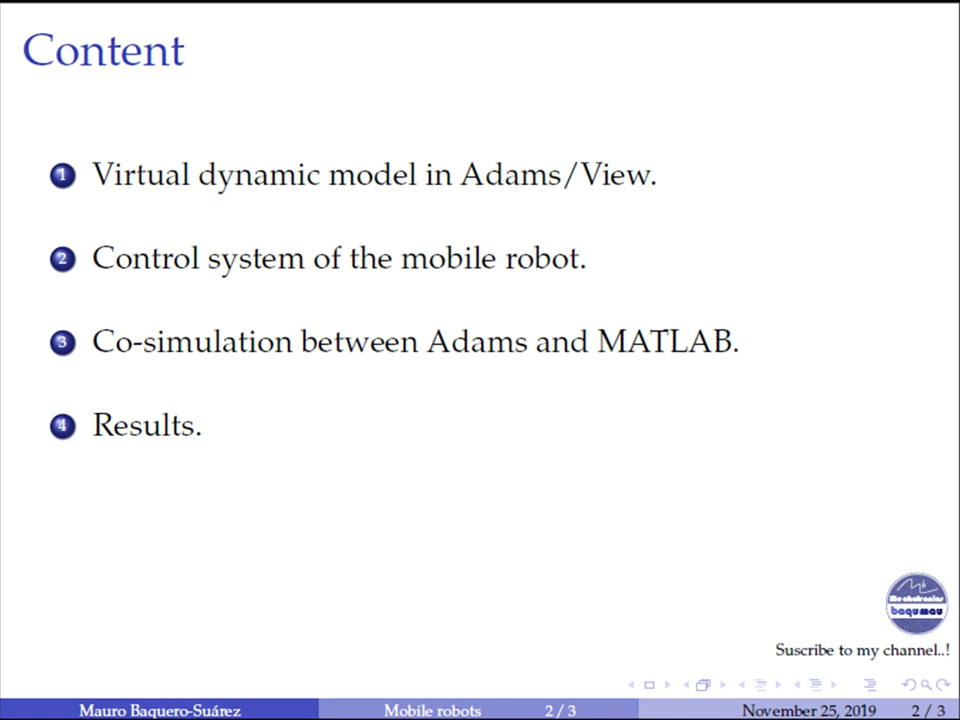 Content
1 Virtual dynamic model in Adams/View.
2 Control system of the mobile robot.
3 Co-simulation between Adams and MATLAB.
4 Results.
Mechatronics
baqumau
Suscribe to my channel..!
Mauro Baquero-Suárez Mobile robots 2 / 3 November 25, 2019 2 / 3